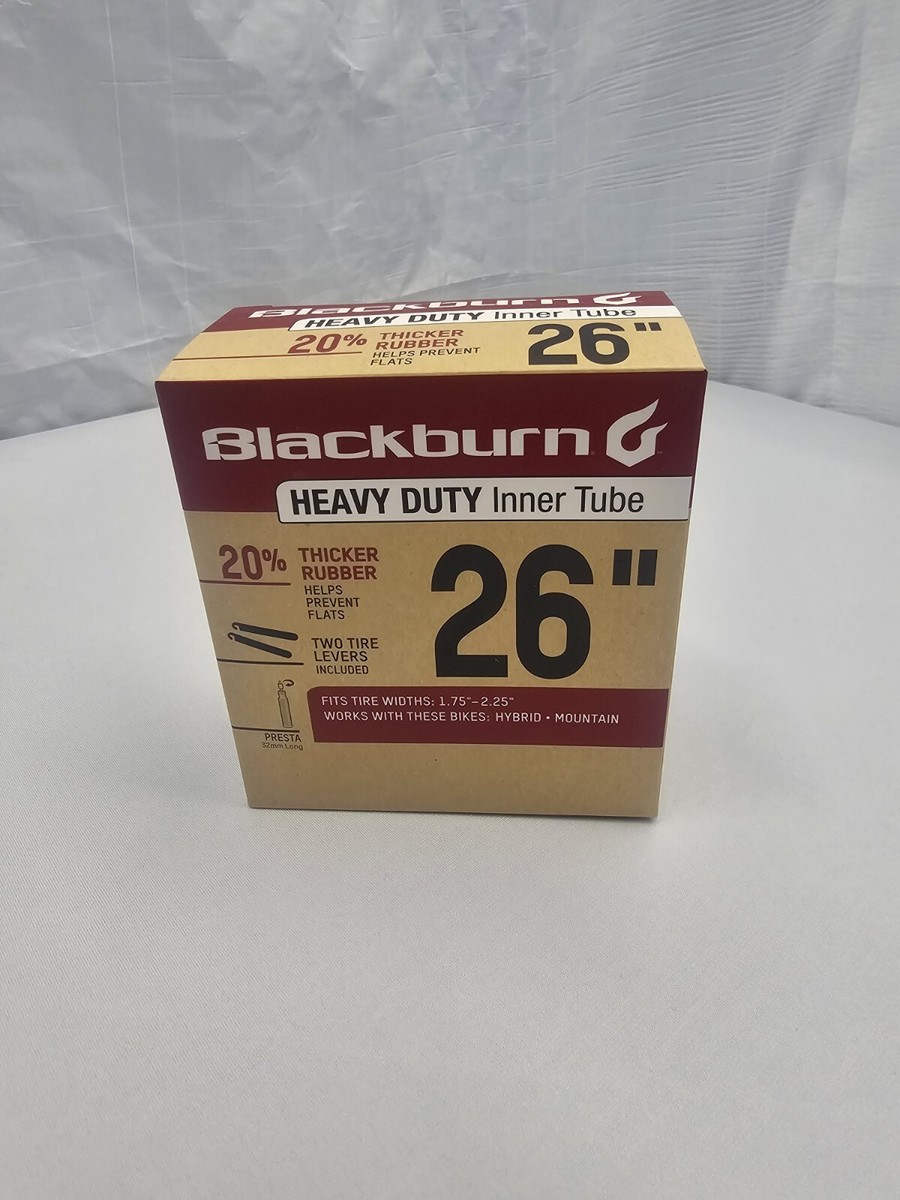 Blackburn
HEAVY DUTY Inner Tube
20% THICKER
RUBBER
HELPS PREVENT
FLATS
26"
Blackburn
HEAVY DUTY Inner Tube
20% THICKER
RUBBER
HELPS
PREVENT
FLATS
26"
TWO TIRE
LEVERS
INCLUDED
FITS TIRE WIDTHS: 1.75"–2.25"
WORKS WITH THESE BIKES: HYBRID • MOUNTAIN
PRESTA
32mm Long